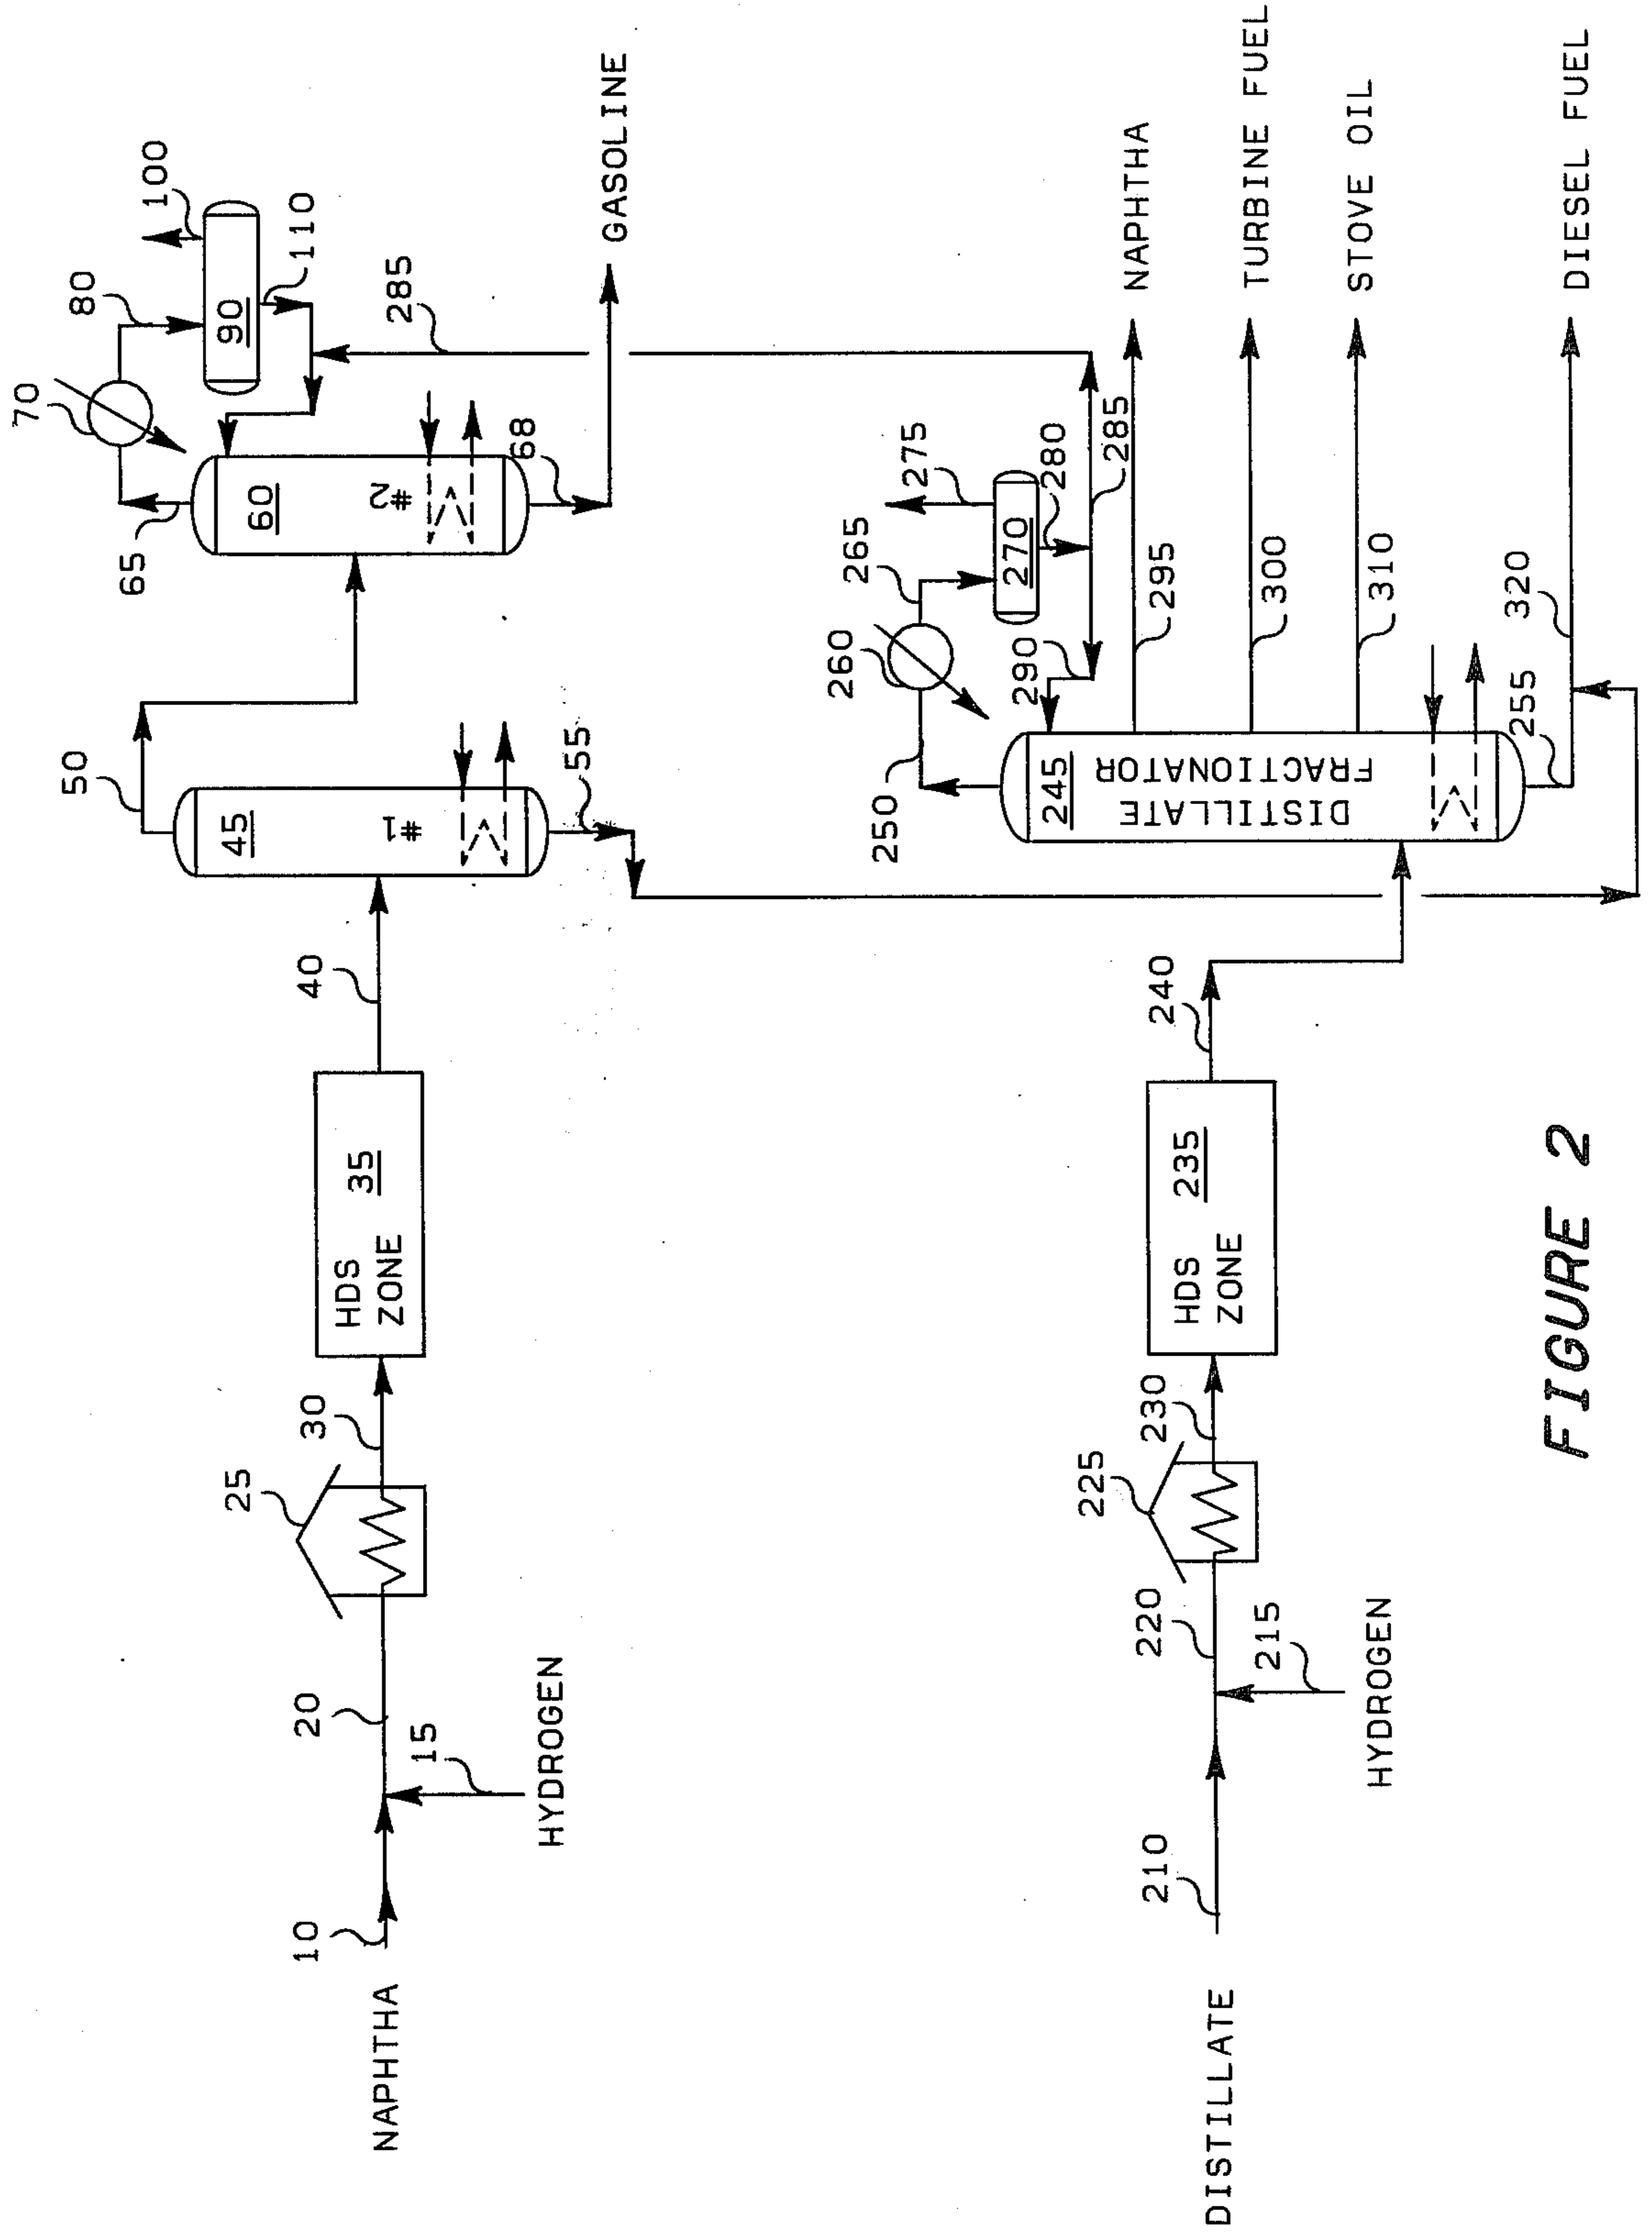 NAPHTHA
10
HYDROGEN
15
20
25
30
HDS
ZONE
35
40
45
#1
50
55
60
#2
65
68
70
80
90
100
110
285
GASOLINE
DISTILLATE
210
HYDROGEN
215
220
225
230
HDS
ZONE
235
240
245
DISTILLATE
FRACTIONATOR
250
255
260
265
270
275
280
285
290
295
NAPHTHA
300
TURBINE FUEL
310
STOVE OIL
320
DIESEL FUEL
FIGURE 2